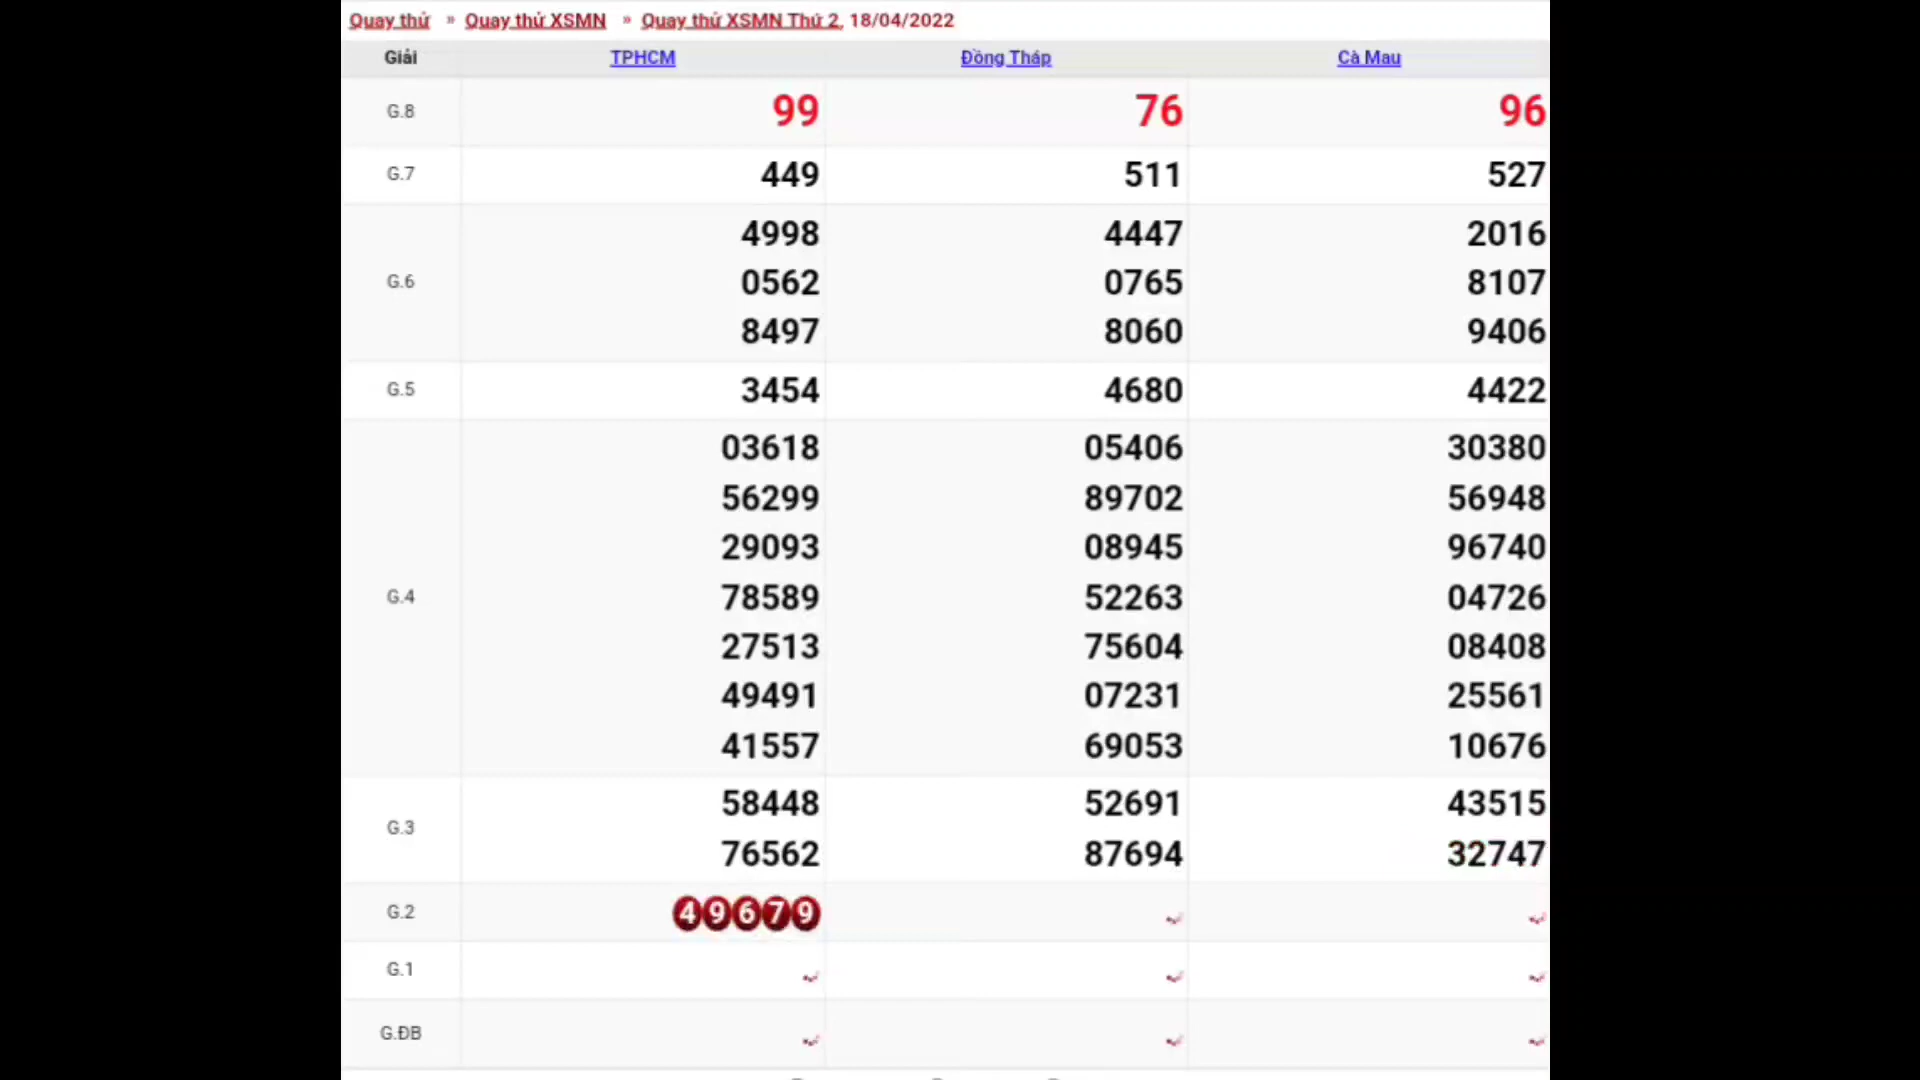 Quay thử » Quay thử XSMN » Quay thử XSMN Thứ 2, 18/04/2022
Giải TPHCM Đồng Tháp Cà Mau
G.8 99 76 96
G.7 449 511 527
4998 4447 2016
G.6 0562 0765 8107
8497 8060 9406
G.5 3454 4680 4422
03618 05406 30380
56299 89702 56948
29093 08945 96740
G.4 78589 52263 04726
27513 75604 08408
49491 07231 25561
41557 69053 10676
G.3 58448 52691 43515
76562 87694 32747
G.2 49679
G.1
G.ĐB